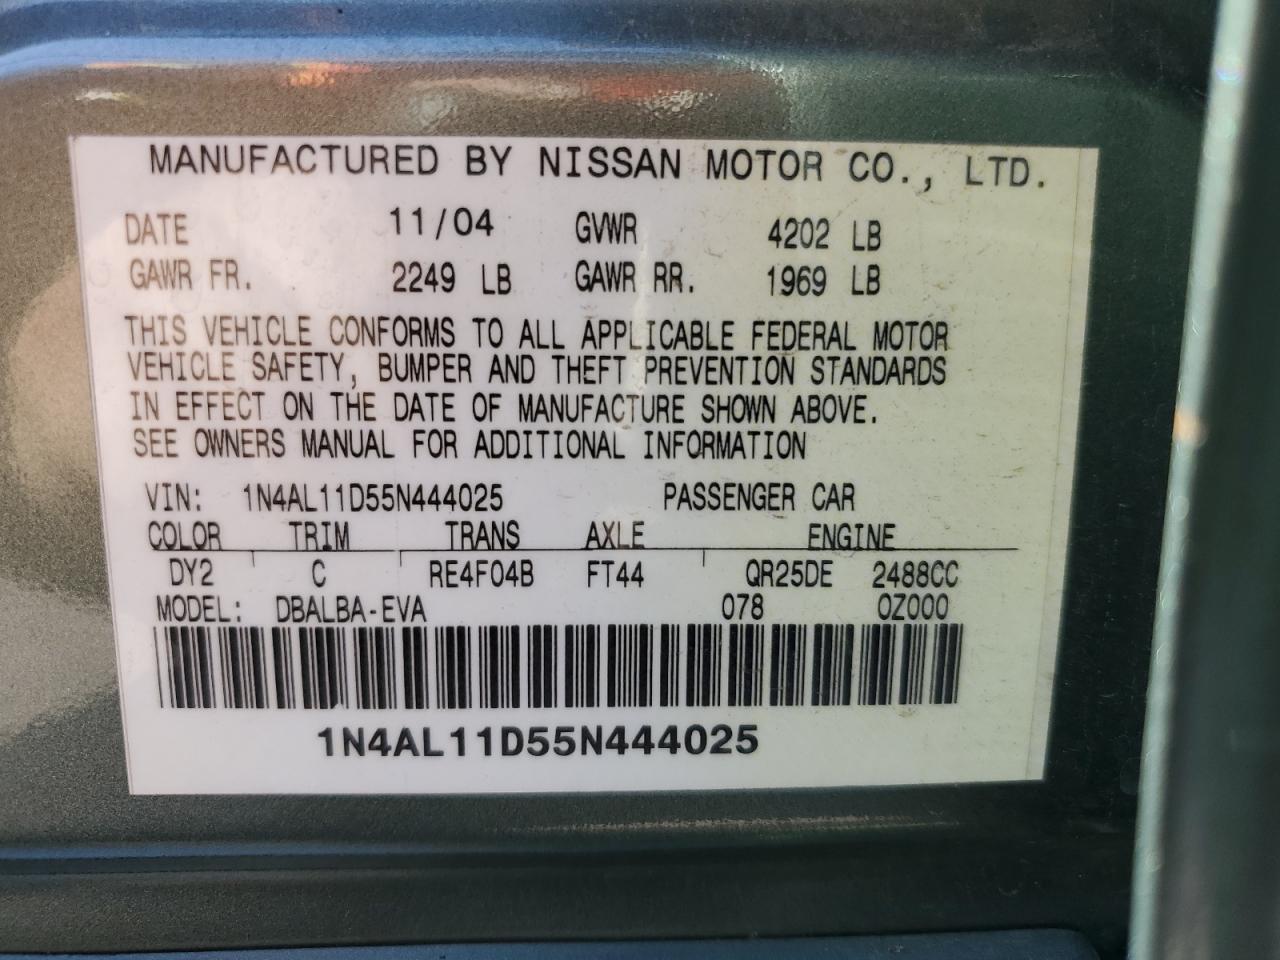 MANUFACTURED BY NISSAN MOTOR CO., LTD.
DATE 11/04 GVWR 4202 LB
GAWR FR. 2249 LB GAWR RR. 1969 LB
THIS VEHICLE CONFORMS TO ALL APPLICABLE FEDERAL MOTOR
VEHICLE SAFETY, BUMPER AND THEFT PREVENTION STANDARDS
IN EFFECT ON THE DATE OF MANUFACTURE SHOWN ABOVE.
SEE OWNERS MANUAL FOR ADDITIONAL INFORMATION
VIN: 1N4AL11D55N444025 PASSENGER CAR
COLOR TRIM TRANS AXLE ENGINE
DY2 C RE4F04B FT44 QR25DE 2488CC
MODEL: DBALBA-EVA 078 0Z000
1N4AL11D55N444025